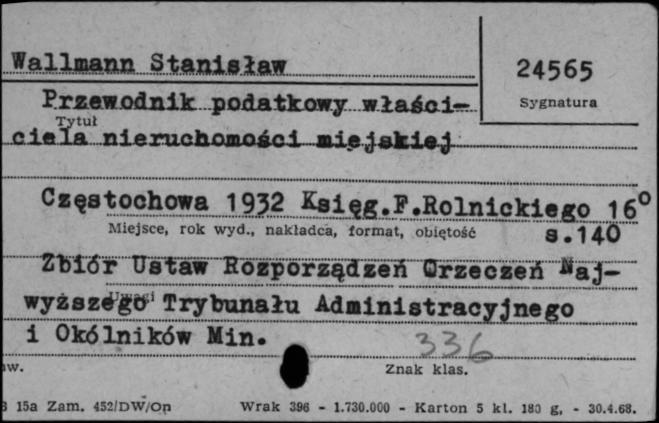 Wallmann Stanisław
24565
Sygnatura
Przewodnik podatkowy właści-
Tytuł
ciela nieruchomości miejskiej
Częstochowa 1932 Księg.F.Rolnickiego 16°
Miejsce, rok wyd., nakładca, format, objętość
s.140
Zbiór Ustaw Rozporządzeń Orzeczeń Naj-
Uwagi
wyższego Trybunału Administracyjnego
i Okólników Min.
336
Znak klas.
15a Zam. 452/DW/Op Wrak 396 - 1.730.000 - Karton 5 kl. 180 g, - 30.4.68.